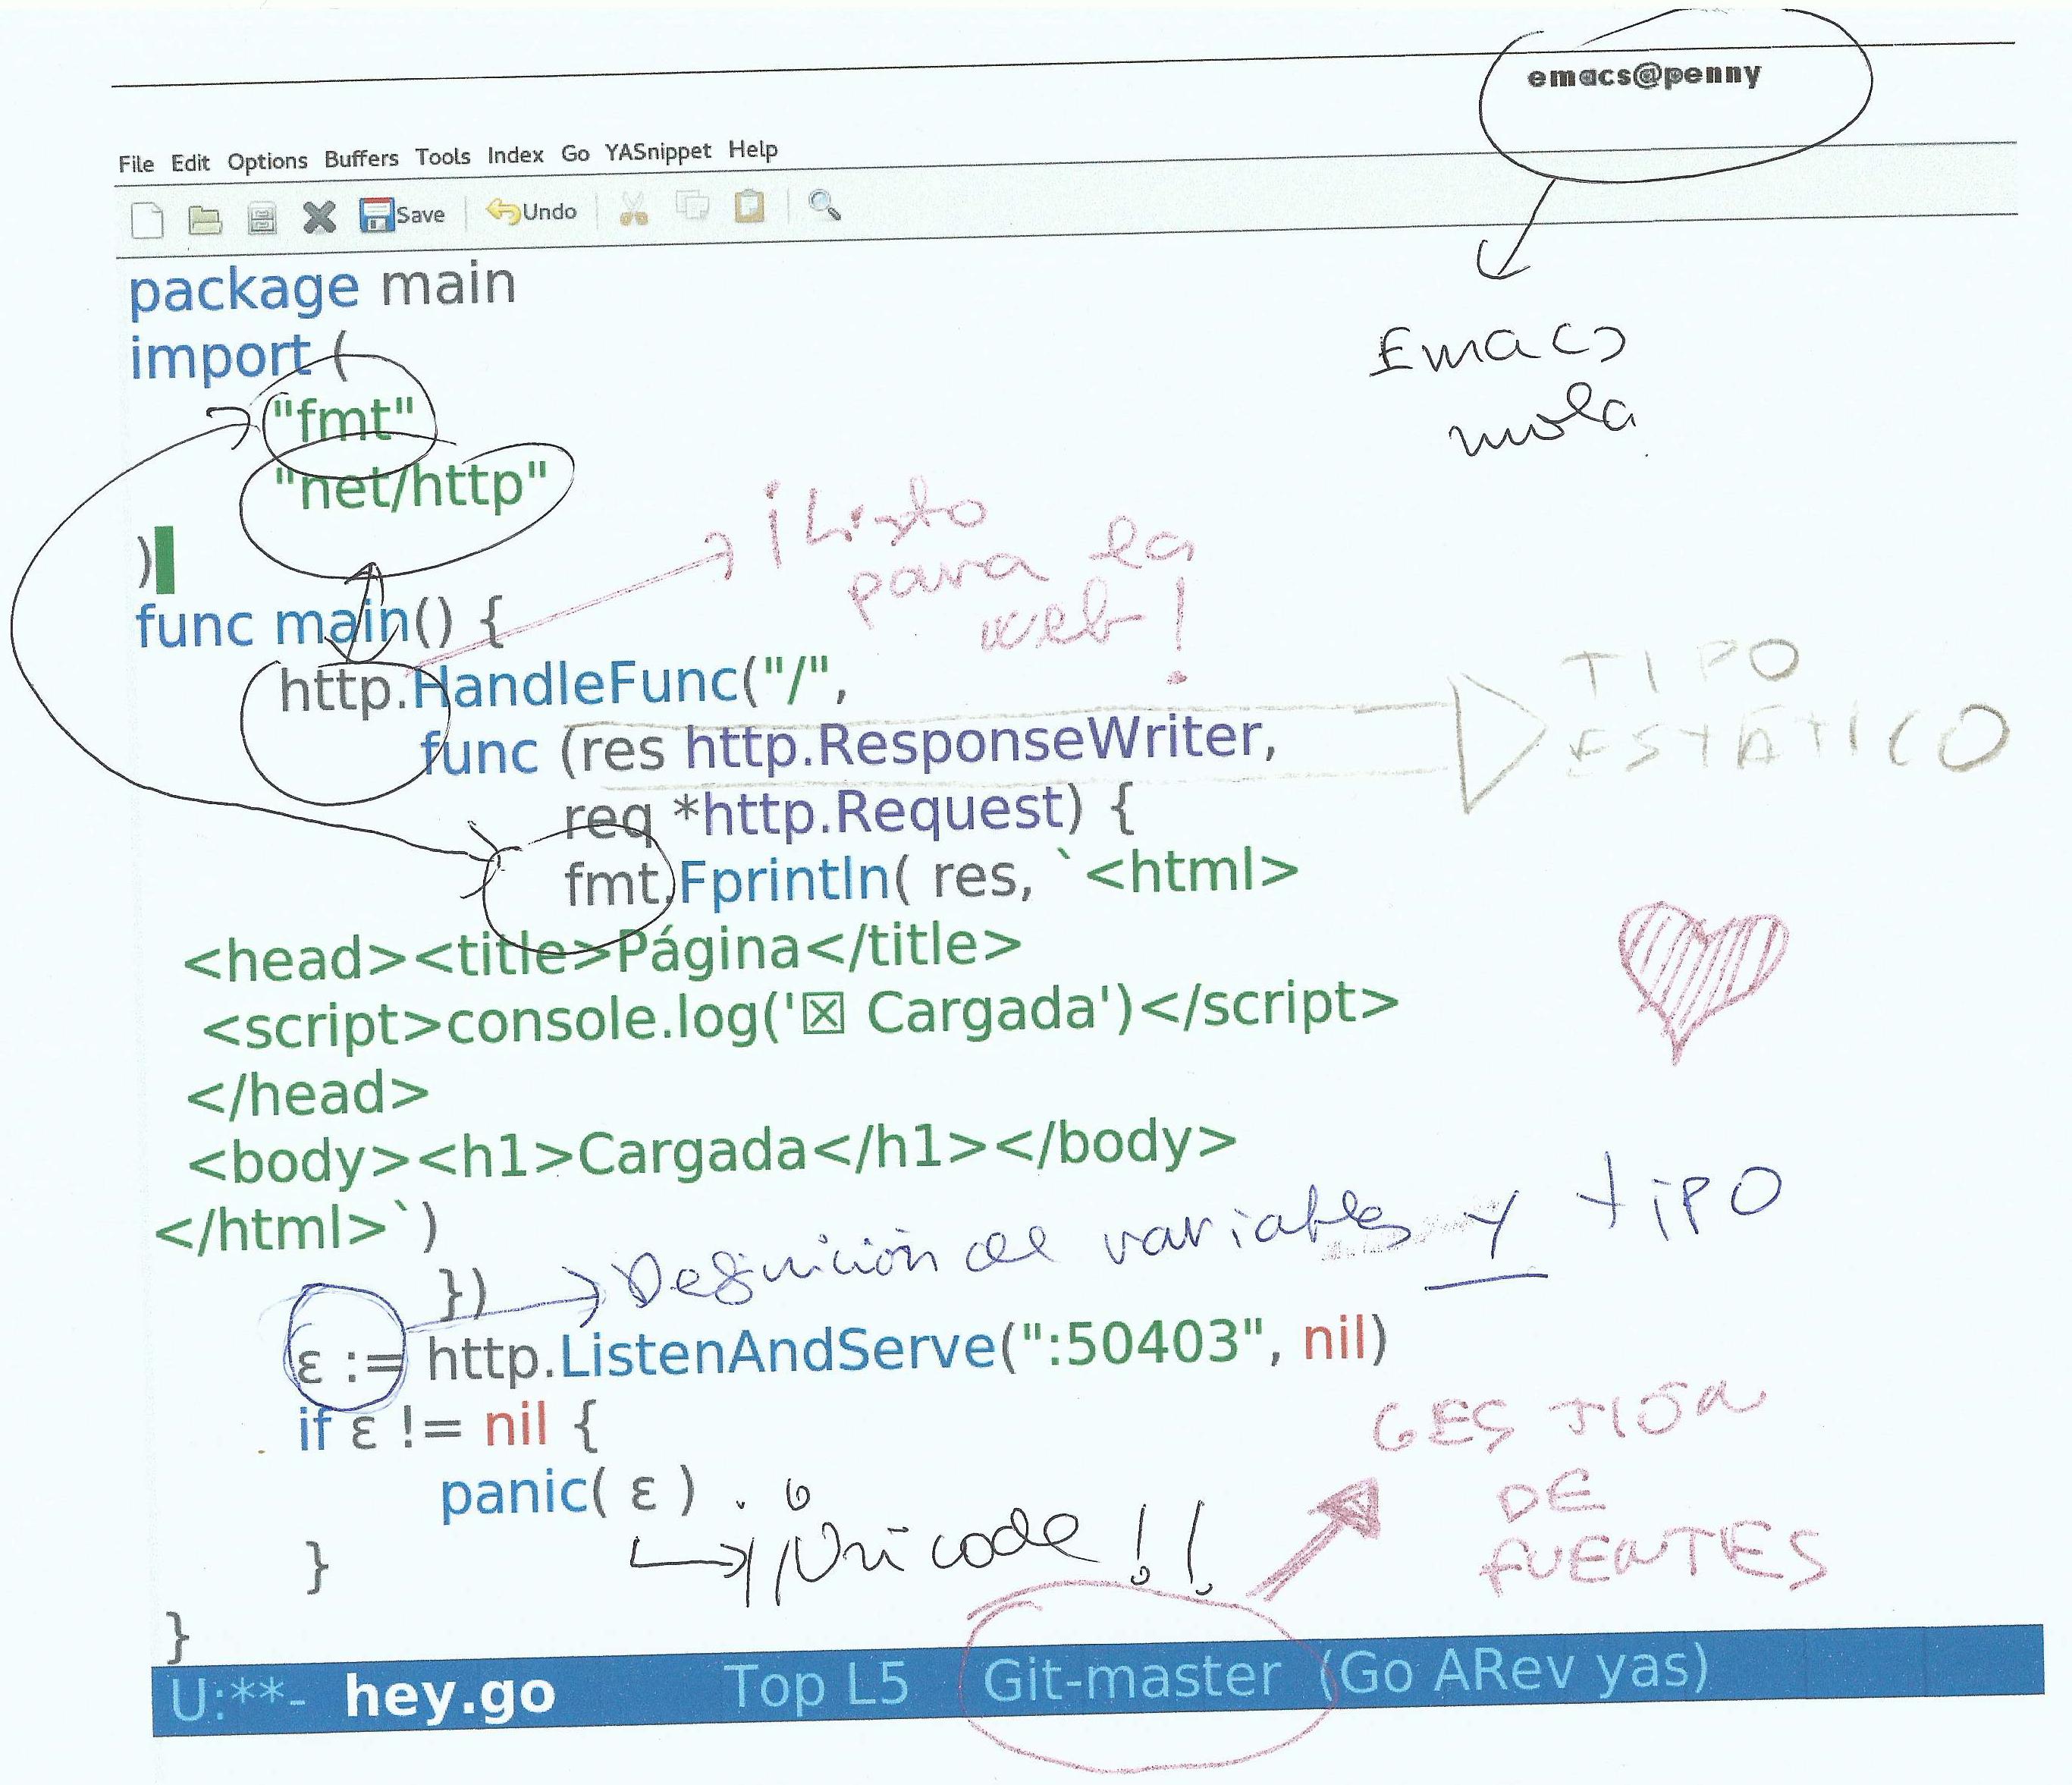 emacs@penny
File Edit Options Buffers Tools Index Go YASnippet Help
Save Undo
package main
import (
"fmt"
"net/http"
)
func main() {
http.HandleFunc("/",
func (res http.ResponseWriter,
req *http.Request) {
fmt.Fprintln( res, `<html>
<head><title>Página</title>
<script>console.log('☒ Cargada')</script>
</head>
<body><h1>Cargada</h1></body>
</html>`)
})
ε := http.ListenAndServe(":50403", nil)
if ε != nil {
panic( ε )
}
}
U:**- hey.go Top L5 Git-master (Go ARev yas)
Emacs
mola
¡Listo
para la
web!
TIPO
ESTÁTICO
Definición de variables y tipo
¡¡Unicode!!
GESTIÓN
DE
FUENTES